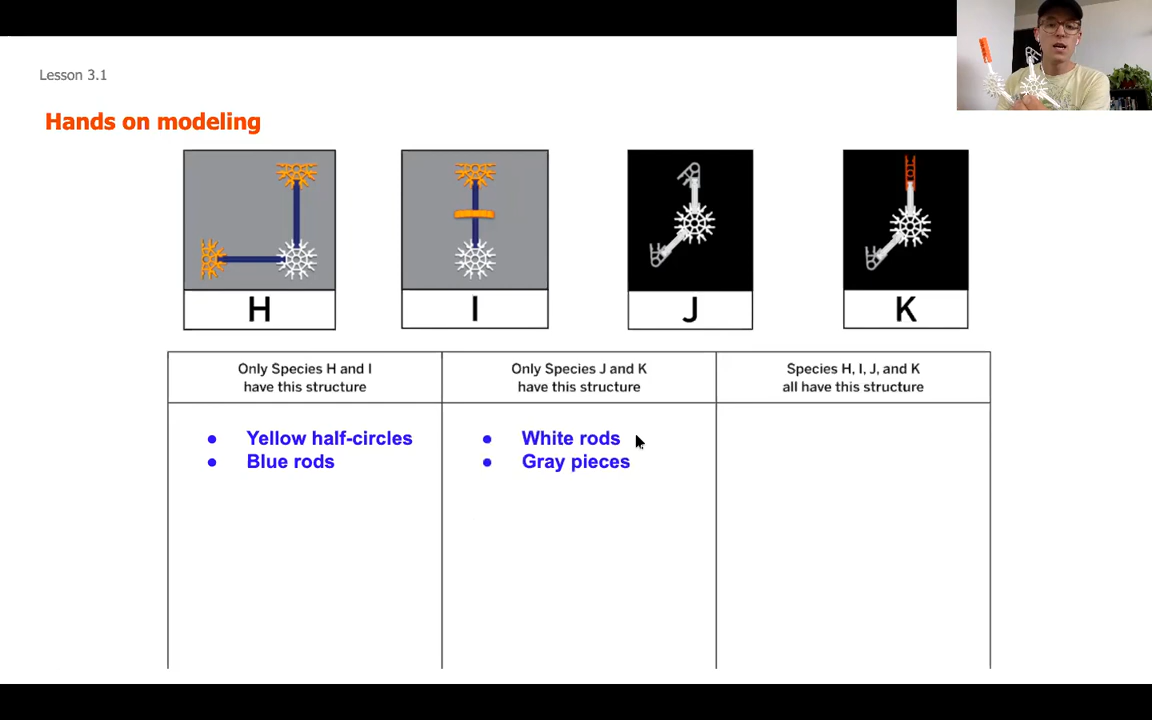 Lesson 3.1
Hands on modeling
H
I
J
K
Only Species H and I
have this structure
Only Species J and K
have this structure
Species H, I, J, and K
all have this structure
● Yellow half-circles
● Blue rods
● White rods
● Gray pieces